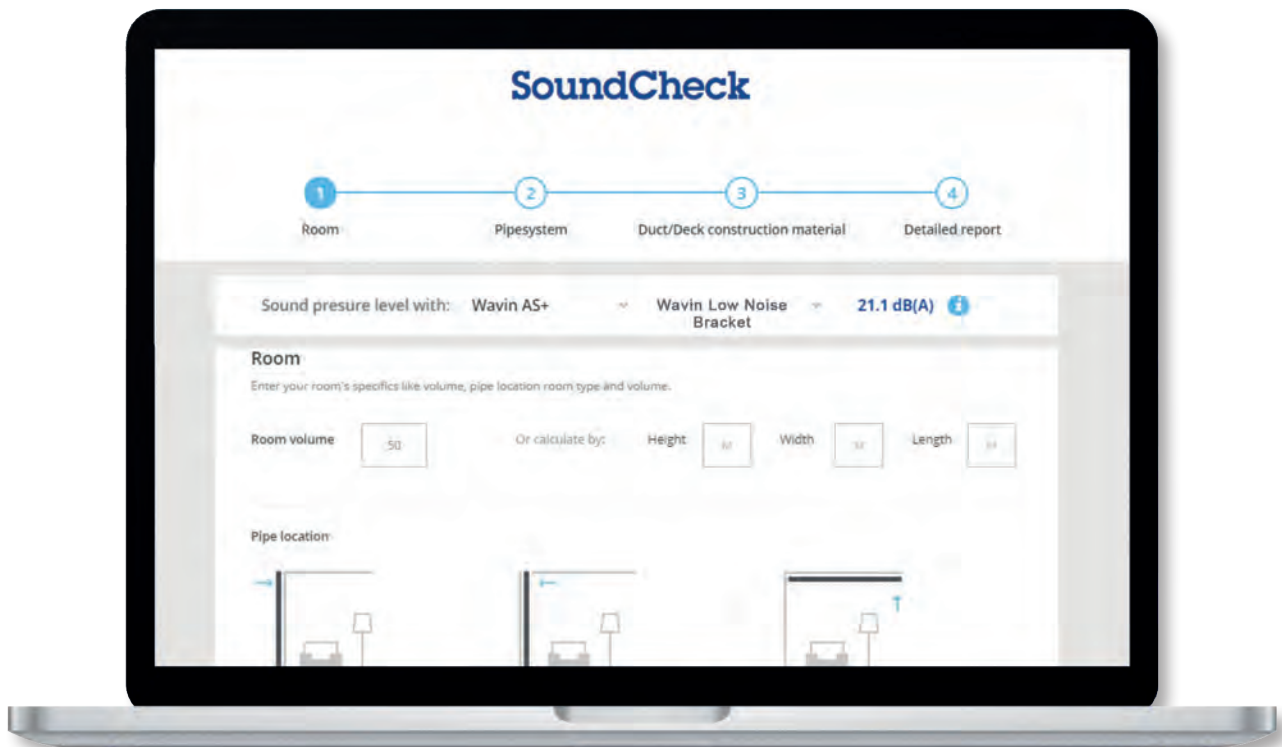 SoundCheck
1 2 3 4
Room Pipesystem Duct/Deck construction material Detailed report
Sound presure level with: Wavin AS+ Wavin Low Noise 21.1 dB(A) i
Bracket
Room
Enter your room's specifics like volume, pipe location room type and volume.
Room volume 50 Or calculate by: Height Width Length
Pipe location